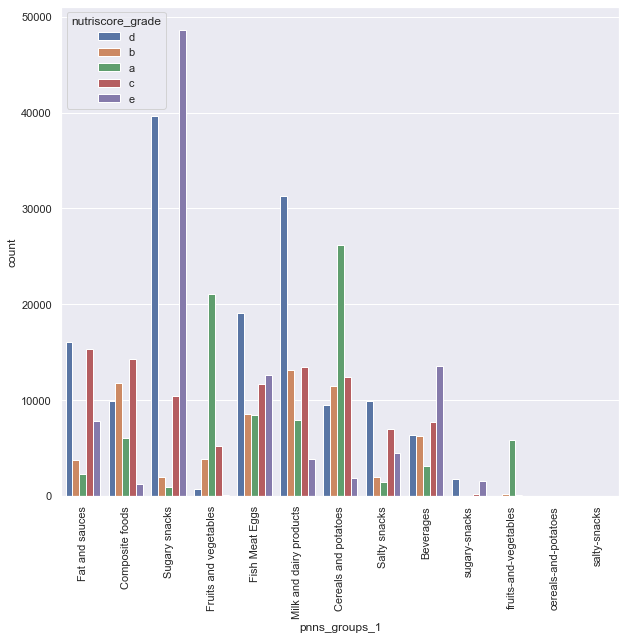 nutriscore_grade
d
b
a
c
e
50000
40000
30000
20000
10000
0
count
Fat and sauces
Composite foods
Sugary snacks
Fruits and vegetables
Fish Meat Eggs
Milk and dairy products
Cereals and potatoes
Salty snacks
Beverages
sugary-snacks
fruits-and-vegetables
cereals-and-potatoes
salty-snacks
pnns_groups_1